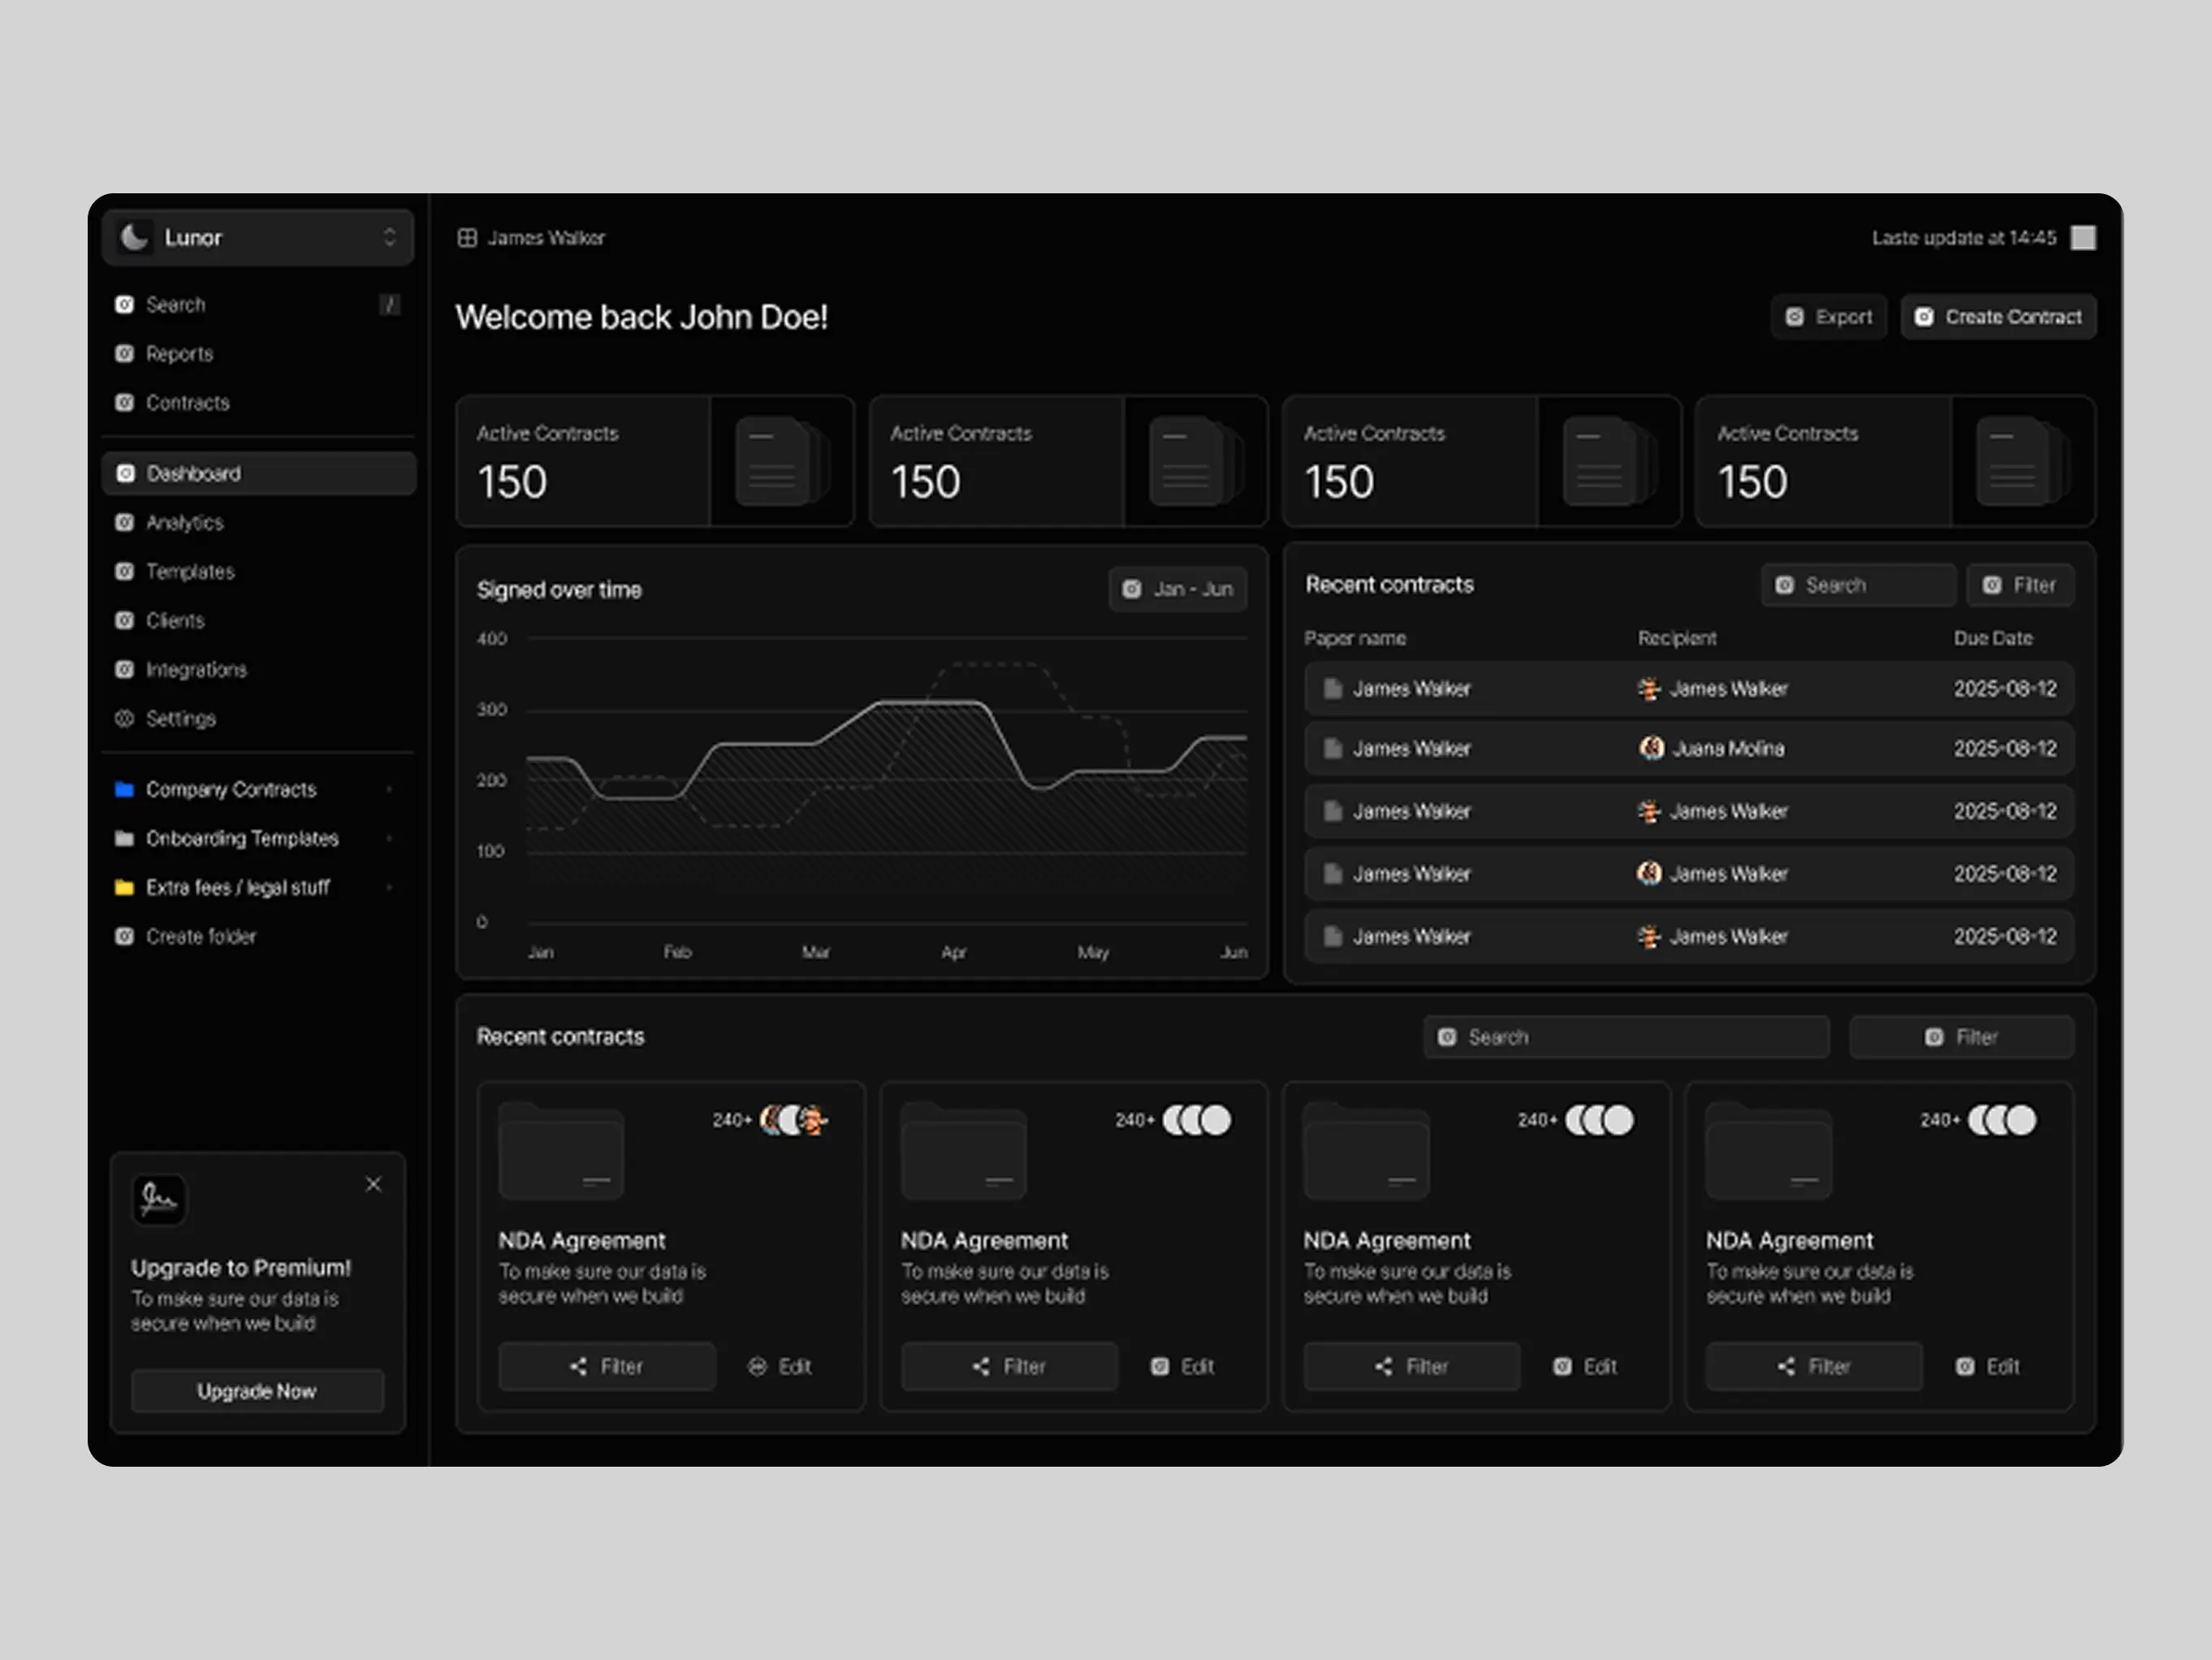 Lunor
Search /
Reports
Contracts
Dashboard
Analytics
Templates
Clients
Integrations
Settings
Company Contracts
Onboarding Templates
Extra fees / legal stuff
Create folder
Upgrade to Premium!
To make sure our data is
secure when we build
Upgrade Now
James Walker
Laste update at 14:45
Welcome back John Doe!
Export
Create Contract
Active Contracts
150
Active Contracts
150
Active Contracts
150
Active Contracts
150
Signed over time
Jan - Jun
400
300
200
100
0
Jan Feb Mar Apr May Jun
Recent contracts
Search
Filter
Paper name Recipient Due Date
James Walker James Walker 2025-08-12
James Walker Juana Molina 2025-08-12
James Walker James Walker 2025-08-12
James Walker James Walker 2025-08-12
James Walker James Walker 2025-08-12
Recent contracts
Search
Filter
240+
NDA Agreement
To make sure our data is
secure when we build
Filter Edit
240+
NDA Agreement
To make sure our data is
secure when we build
Filter Edit
240+
NDA Agreement
To make sure our data is
secure when we build
Filter Edit
240+
NDA Agreement
To make sure our data is
secure when we build
Filter Edit